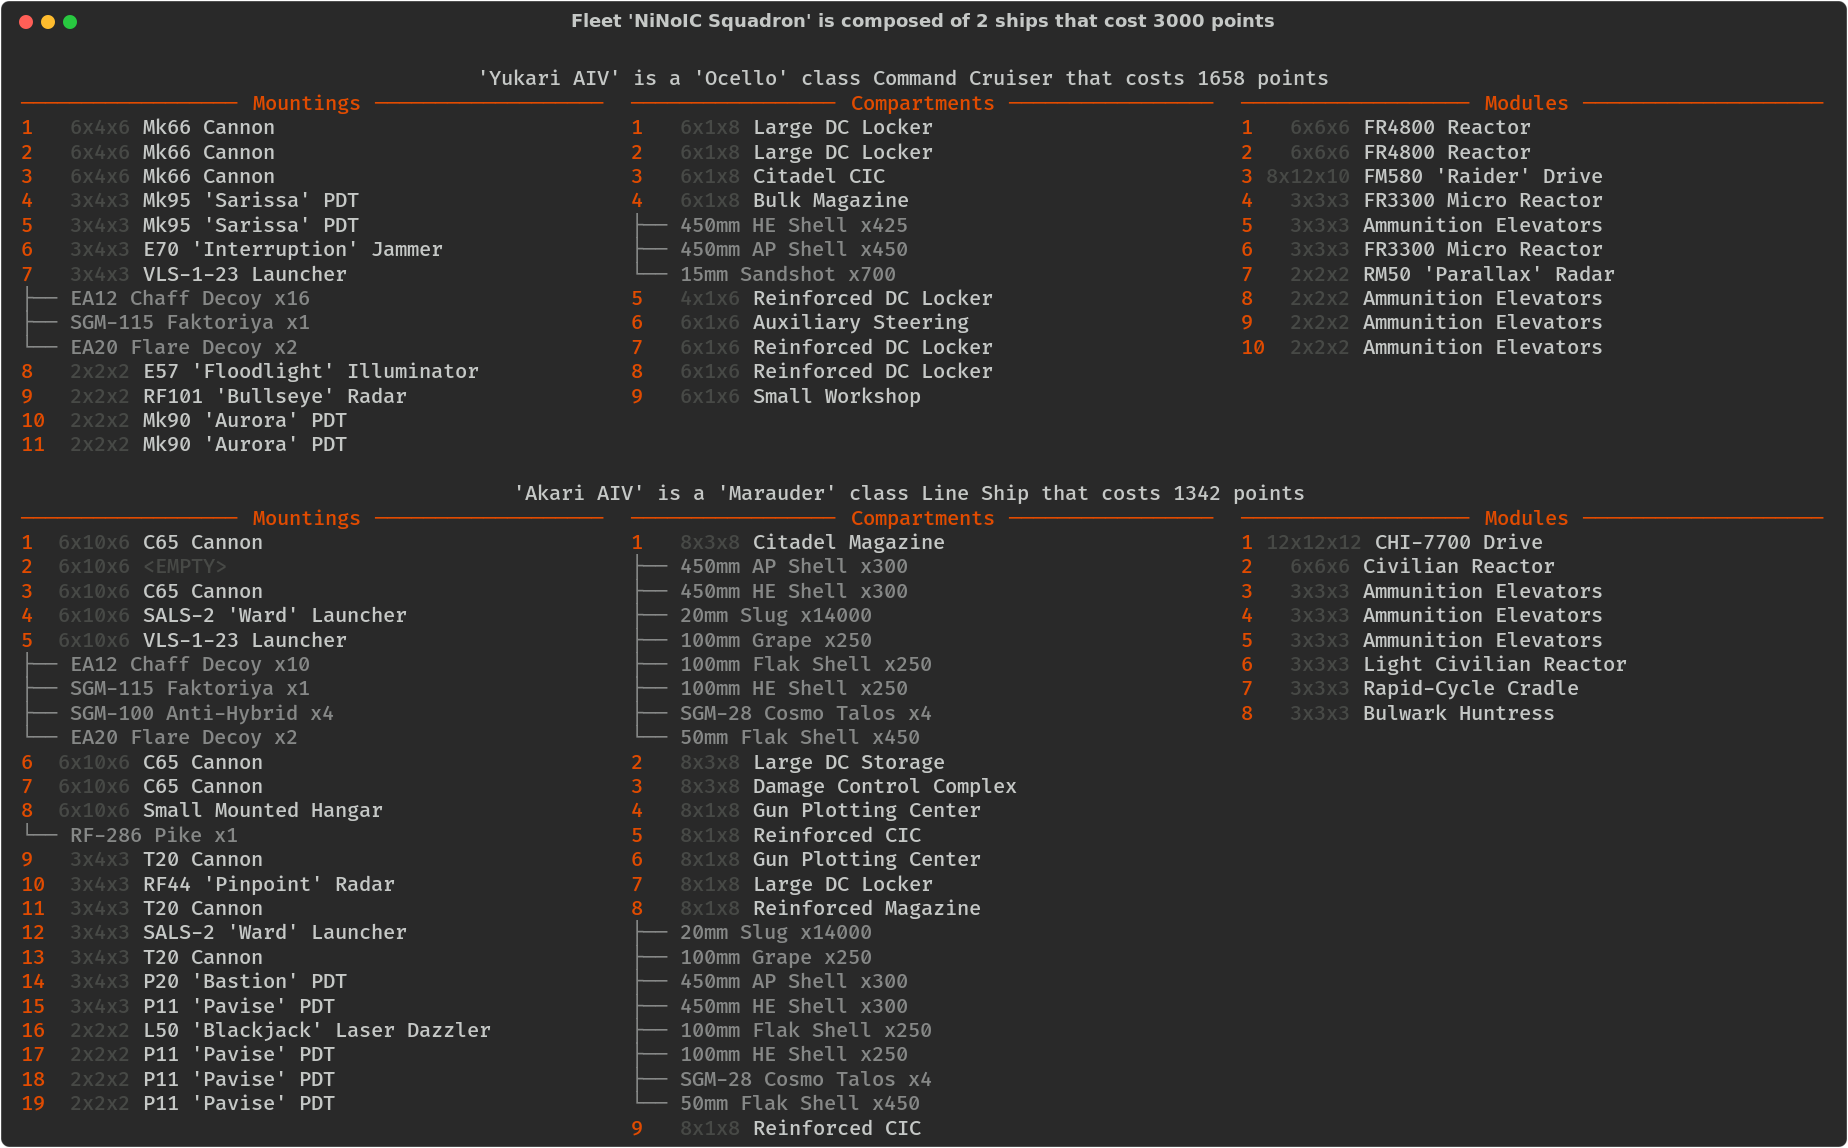 Fleet 'NiNoIC Squadron' is composed of 2 ships that cost 3000 points
'Yukari AIV' is a 'Ocello' class Command Cruiser that costs 1658 points
Mountings
1 6x4x6 Mk66 Cannon
2 6x4x6 Mk66 Cannon
3 6x4x6 Mk66 Cannon
4 3x4x3 Mk95 'Sarissa' PDT
5 3x4x3 Mk95 'Sarissa' PDT
6 3x4x3 E70 'Interruption' Jammer
7 3x4x3 VLS-1-23 Launcher
EA12 Chaff Decoy x16
SGM-115 Faktoriya x1
EA20 Flare Decoy x2
8 2x2x2 E57 'Floodlight' Illuminator
9 2x2x2 RF101 'Bullseye' Radar
10 2x2x2 Mk90 'Aurora' PDT
11 2x2x2 Mk90 'Aurora' PDT
Compartments
1 6x1x8 Large DC Locker
2 6x1x8 Large DC Locker
3 6x1x8 Citadel CIC
4 6x1x8 Bulk Magazine
450mm HE Shell x425
450mm AP Shell x450
15mm Sandshot x700
5 4x1x6 Reinforced DC Locker
6 6x1x6 Auxiliary Steering
7 6x1x6 Reinforced DC Locker
8 6x1x6 Reinforced DC Locker
9 6x1x6 Small Workshop
Modules
1 6x6x6 FR4800 Reactor
2 6x6x6 FR4800 Reactor
3 8x12x10 FM580 'Raider' Drive
4 3x3x3 FR3300 Micro Reactor
5 3x3x3 Ammunition Elevators
6 3x3x3 FR3300 Micro Reactor
7 2x2x2 RM50 'Parallax' Radar
8 2x2x2 Ammunition Elevators
9 2x2x2 Ammunition Elevators
10 2x2x2 Ammunition Elevators
'Akari AIV' is a 'Marauder' class Line Ship that costs 1342 points
Mountings
1 6x10x6 C65 Cannon
2 6x10x6 <EMPTY>
3 6x10x6 C65 Cannon
4 6x10x6 SALS-2 'Ward' Launcher
5 6x10x6 VLS-1-23 Launcher
EA12 Chaff Decoy x10
SGM-115 Faktoriya x1
SGM-100 Anti-Hybrid x4
EA20 Flare Decoy x2
6 6x10x6 C65 Cannon
7 6x10x6 C65 Cannon
8 6x10x6 Small Mounted Hangar
RF-286 Pike x1
9 3x4x3 T20 Cannon
10 3x4x3 RF44 'Pinpoint' Radar
11 3x4x3 T20 Cannon
12 3x4x3 SALS-2 'Ward' Launcher
13 3x4x3 T20 Cannon
14 3x4x3 P20 'Bastion' PDT
15 3x4x3 P11 'Pavise' PDT
16 2x2x2 L50 'Blackjack' Laser Dazzler
17 2x2x2 P11 'Pavise' PDT
18 2x2x2 P11 'Pavise' PDT
19 2x2x2 P11 'Pavise' PDT
Compartments
1 8x3x8 Citadel Magazine
450mm AP Shell x300
450mm HE Shell x300
20mm Slug x14000
100mm Grape x250
100mm Flak Shell x250
100mm HE Shell x250
SGM-28 Cosmo Talos x4
50mm Flak Shell x450
2 8x3x8 Large DC Storage
3 8x3x8 Damage Control Complex
4 8x1x8 Gun Plotting Center
5 8x1x8 Reinforced CIC
6 8x1x8 Gun Plotting Center
7 8x1x8 Large DC Locker
8 8x1x8 Reinforced Magazine
20mm Slug x14000
100mm Grape x250
450mm AP Shell x300
450mm HE Shell x300
100mm Flak Shell x250
100mm HE Shell x250
SGM-28 Cosmo Talos x4
50mm Flak Shell x450
9 8x1x8 Reinforced CIC
Modules
1 12x12x12 CHI-7700 Drive
2 6x6x6 Civilian Reactor
3 3x3x3 Ammunition Elevators
4 3x3x3 Ammunition Elevators
5 3x3x3 Ammunition Elevators
6 3x3x3 Light Civilian Reactor
7 3x3x3 Rapid-Cycle Cradle
8 3x3x3 Bulwark Huntress